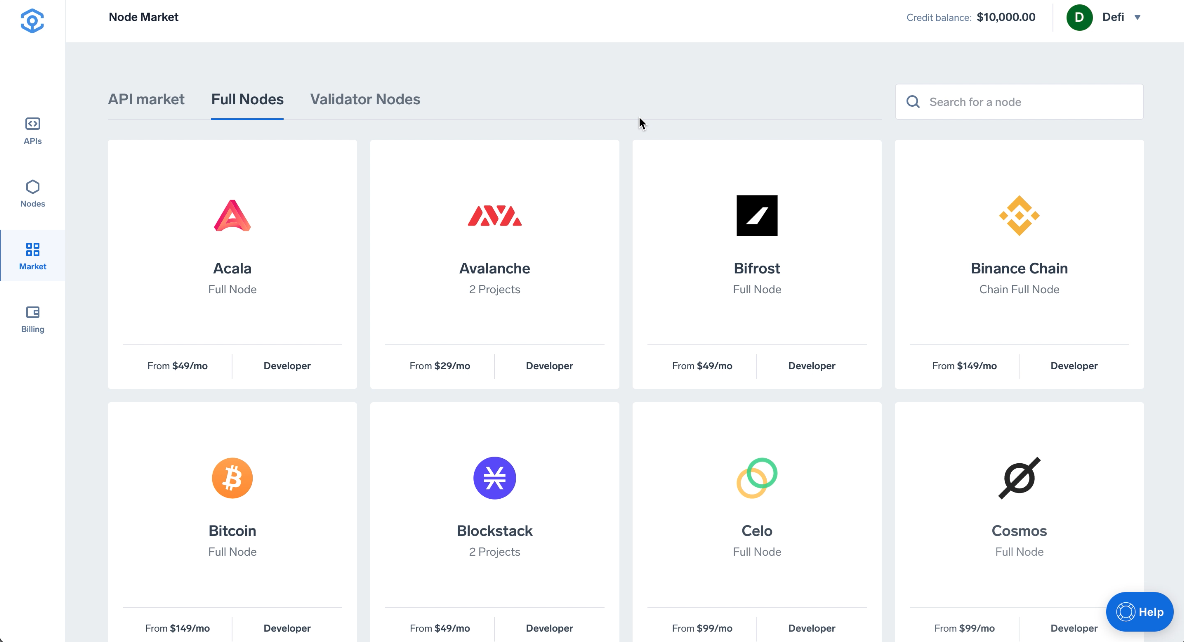 Node Market
Credit balance: $10,000.00
D
Defi
API market
Full Nodes
Validator Nodes
Search for a node
APIs
Nodes
Market
Billing
Acala
Full Node
From $49/mo
Developer
Avalanche
2 Projects
From $29/mo
Developer
Bifrost
Full Node
From $49/mo
Developer
Binance Chain
Chain Full Node
From $149/mo
Developer
Bitcoin
Full Node
From $149/mo
Developer
Blockstack
2 Projects
From $49/mo
Developer
Celo
Full Node
From $99/mo
Developer
Cosmos
Full Node
From $99/mo
Developer
Help